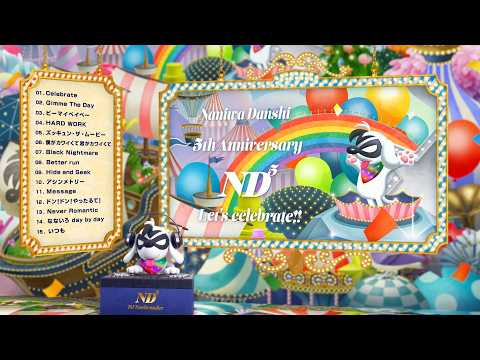 01. Celebrate
02. Gimme The Day
03. ビーマイベイベー
04. HARD WORK
05. ズッキュン・ザ・ムービー
06. 僕がカワイくて君がカワイくて
07. Black Nightmare
08. Better run
09. Hide and Seek
10. アシンメトリー
11. Message
12. ドン!ドン!やったるで!
13. Never Romantic
14. なないろ day by day
15. いつも
Naniwa Danshi
5th Anniversary
ND⁵
Let's celebrate!!
ND⁵